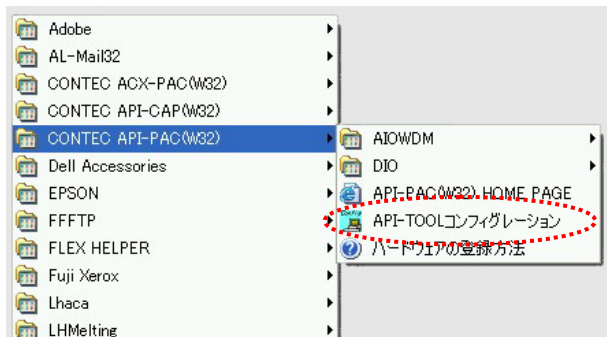 Adobe
AL-Mail32
CONTEC ACX-PAC(W32)
CONTEC API-CAP(W32)
CONTEC API-PAC(W32)
Dell Accessories
EPSON
FFFTP
FLEX HELPER
Fuji Xerox
Lhaca
LHMelting
AIOWDM
DIO
API-PAC(W32) HOME PAGE
API-TOOLコンフィグレーション
ハードウェアの登録方法